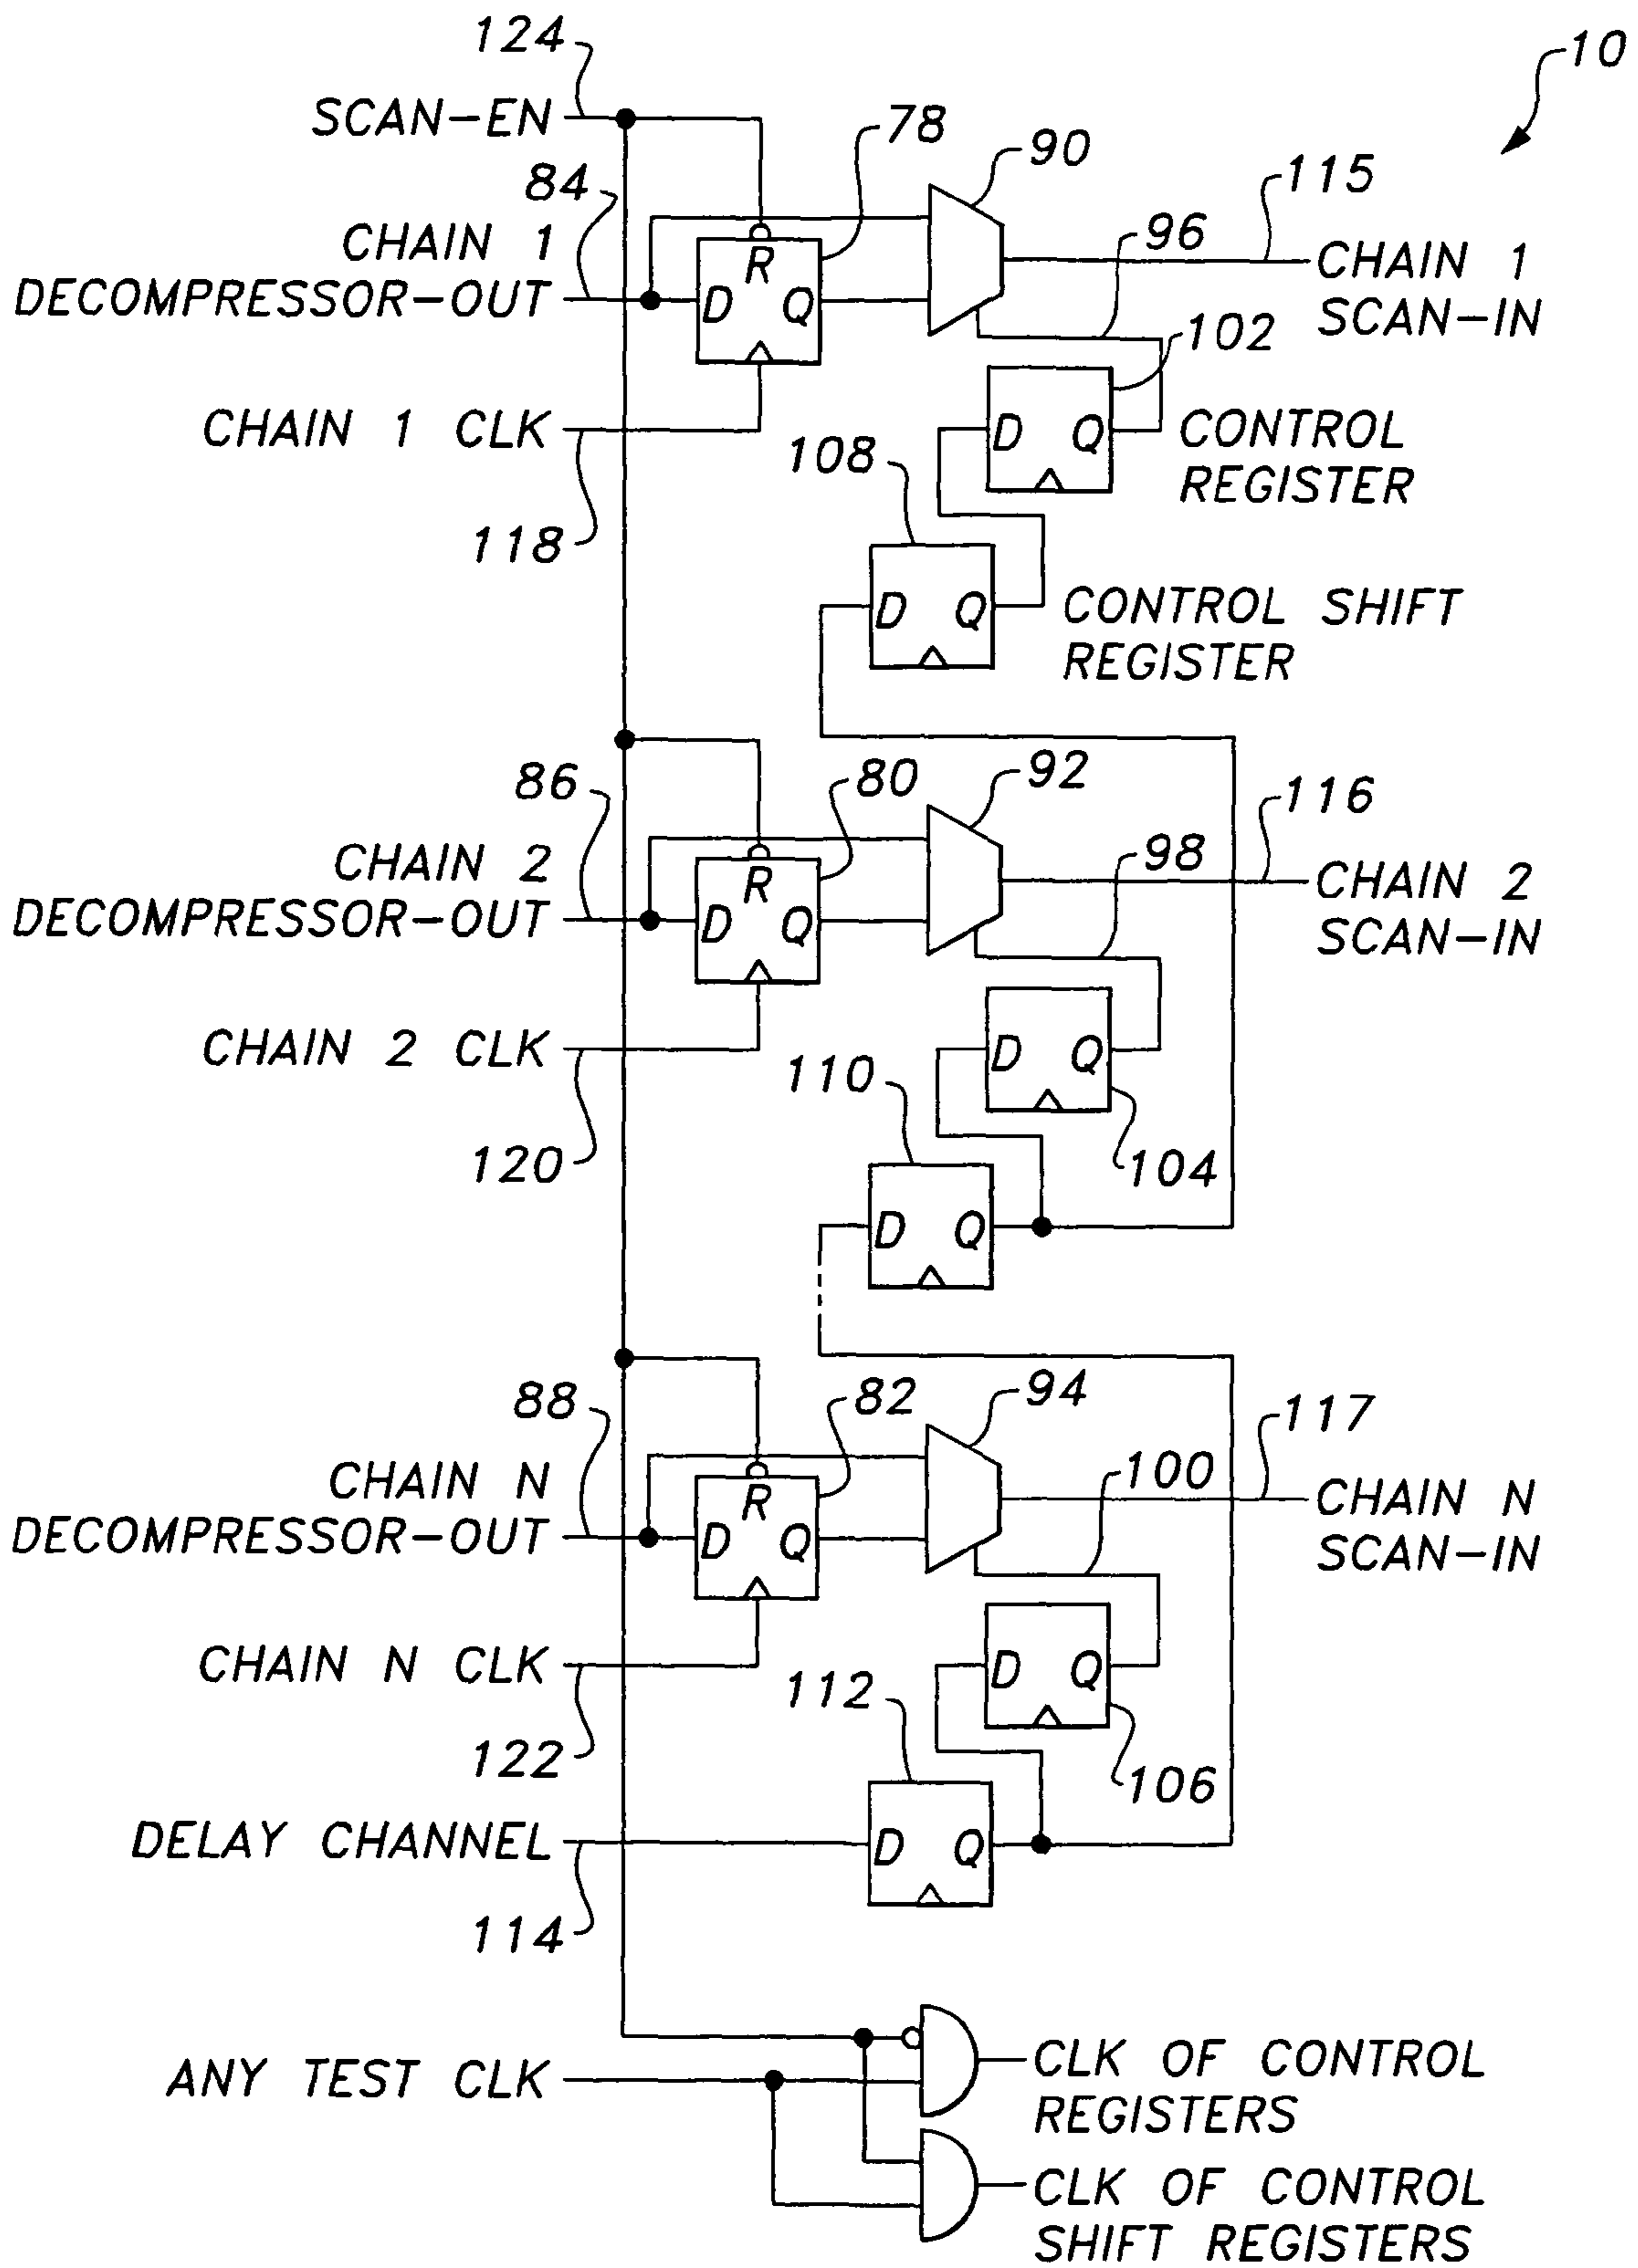 124
10
SCAN-EN
78
90
84
115
CHAIN 1
DECOMPRESSOR-OUT
R
D Q
96
CHAIN 1
SCAN-IN
102
CHAIN 1 CLK
D Q
CONTROL
REGISTER
108
118
D Q
CONTROL SHIFT
REGISTER
86
80
92
116
CHAIN 2
DECOMPRESSOR-OUT
R
D Q
98
CHAIN 2
SCAN-IN
CHAIN 2 CLK
D Q
110
120
104
D Q
88
82
94
117
CHAIN N
DECOMPRESSOR-OUT
R
D Q
100
CHAIN N
SCAN-IN
CHAIN N CLK
D Q
112
122
106
DELAY CHANNEL
D Q
114
ANY TEST CLK
CLK OF CONTROL
REGISTERS
CLK OF CONTROL
SHIFT REGISTERS